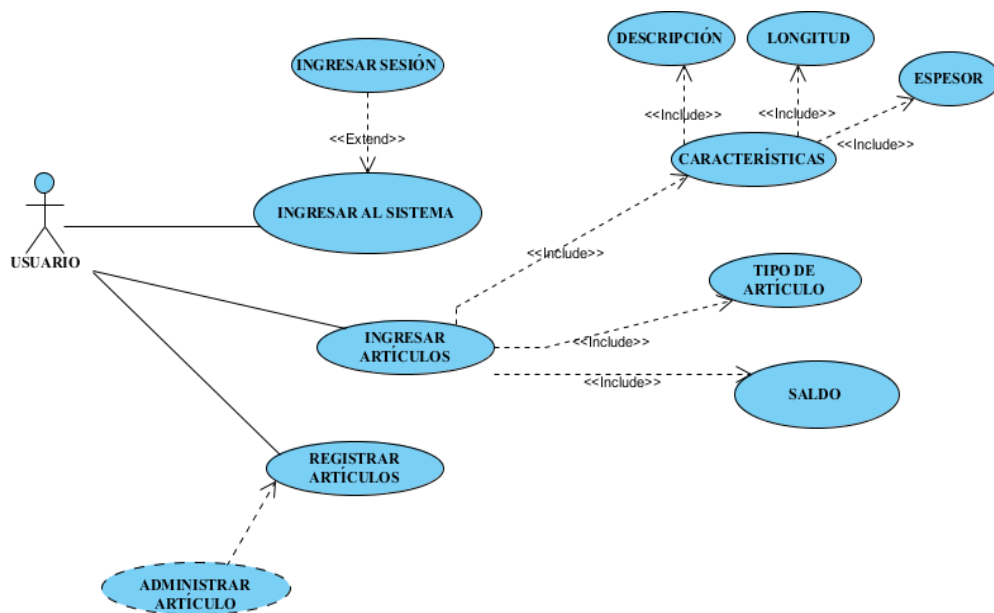 DESCRIPCIÓN
LONGITUD
INGRESAR SESIÓN
ESPESOR
<<Include>>
<<Include>>
<<Extend>>
<<Include>>
CARACTERÍSTICAS
INGRESAR AL SISTEMA
USUARIO
<<Include>>
TIPO DE
ARTÍCULO
INGRESAR
ARTÍCULOS
<<Include>>
<<Include>>
SALDO
REGISTRAR
ARTÍCULOS
ADMINISTRAR
ARTÍCULO